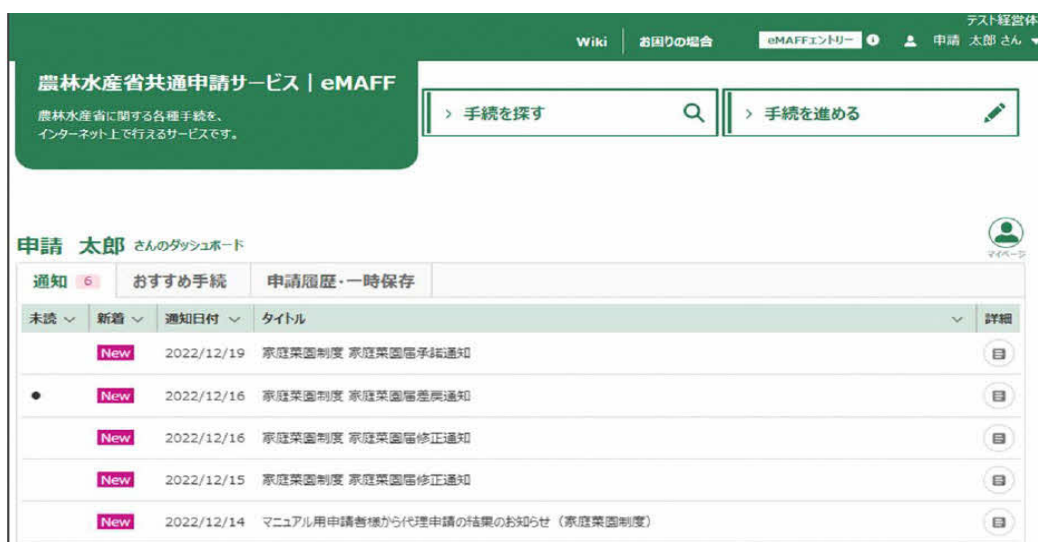 テスト経営体
Wiki お困りの場合 eMAFFエントリー 申請 太郎 さん
農林水産省共通申請サービス｜eMAFF
農林水産省に関する各種手続を、
インターネット上で行えるサービスです。
手続を探す
手続を進める
申請 太郎 さんのダッシュボード
マイページ
通知 6 おすすめ手続 申請履歴・一時保存
未読 新着 通知日付 タイトル 詳細
New 2022/12/19 家庭菜園制度 家庭菜園届承諾通知
● New 2022/12/16 家庭菜園制度 家庭菜園届差戻通知
New 2022/12/16 家庭菜園制度 家庭菜園届修正通知
New 2022/12/15 家庭菜園制度 家庭菜園届修正通知
New 2022/12/14 マニュアル用申請者様から代理申請の結果のお知らせ（家庭菜園制度）